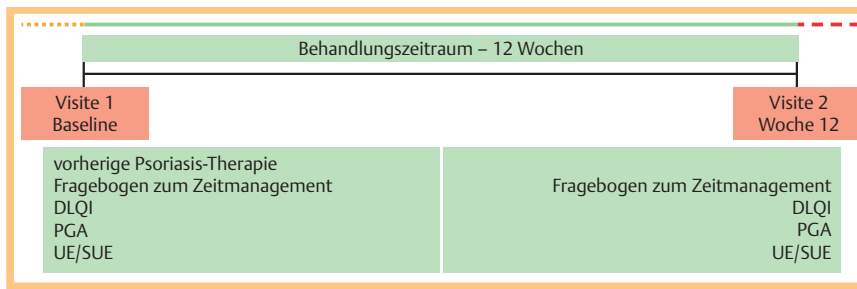 Behandlungszeitraum – 12 Wochen
Visite 1
Baseline
Visite 2
Woche 12
vorherige Psoriasis-Therapie
Fragebogen zum Zeitmanagement
DLQI
PGA
UE/SUE
Fragebogen zum Zeitmanagement
DLQI
PGA
UE/SUE